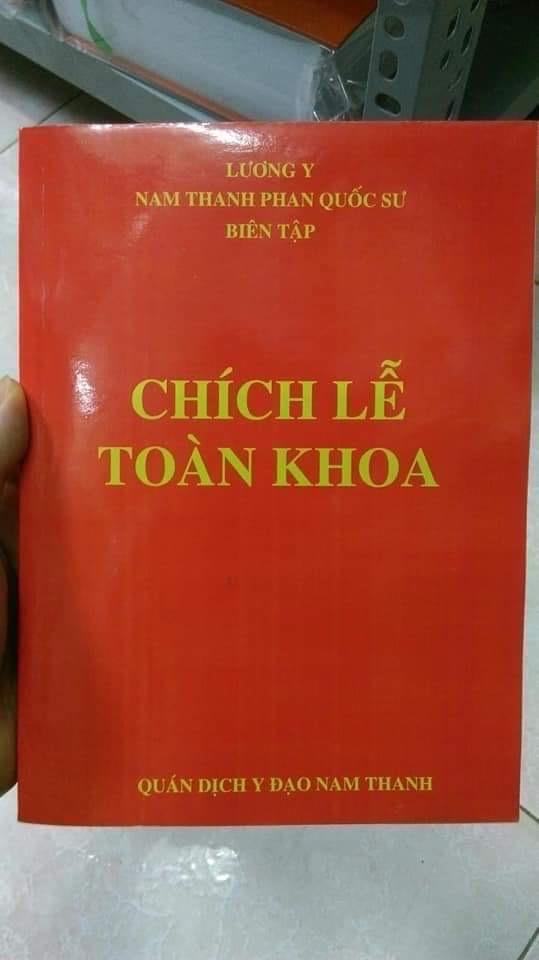 LƯƠNG Y
NAM THANH PHAN QUỐC SƯ
BIÊN TẬP
CHÍCH LỄ
TOÀN KHOA
QUÁN DỊCH Y ĐẠO NAM THANH